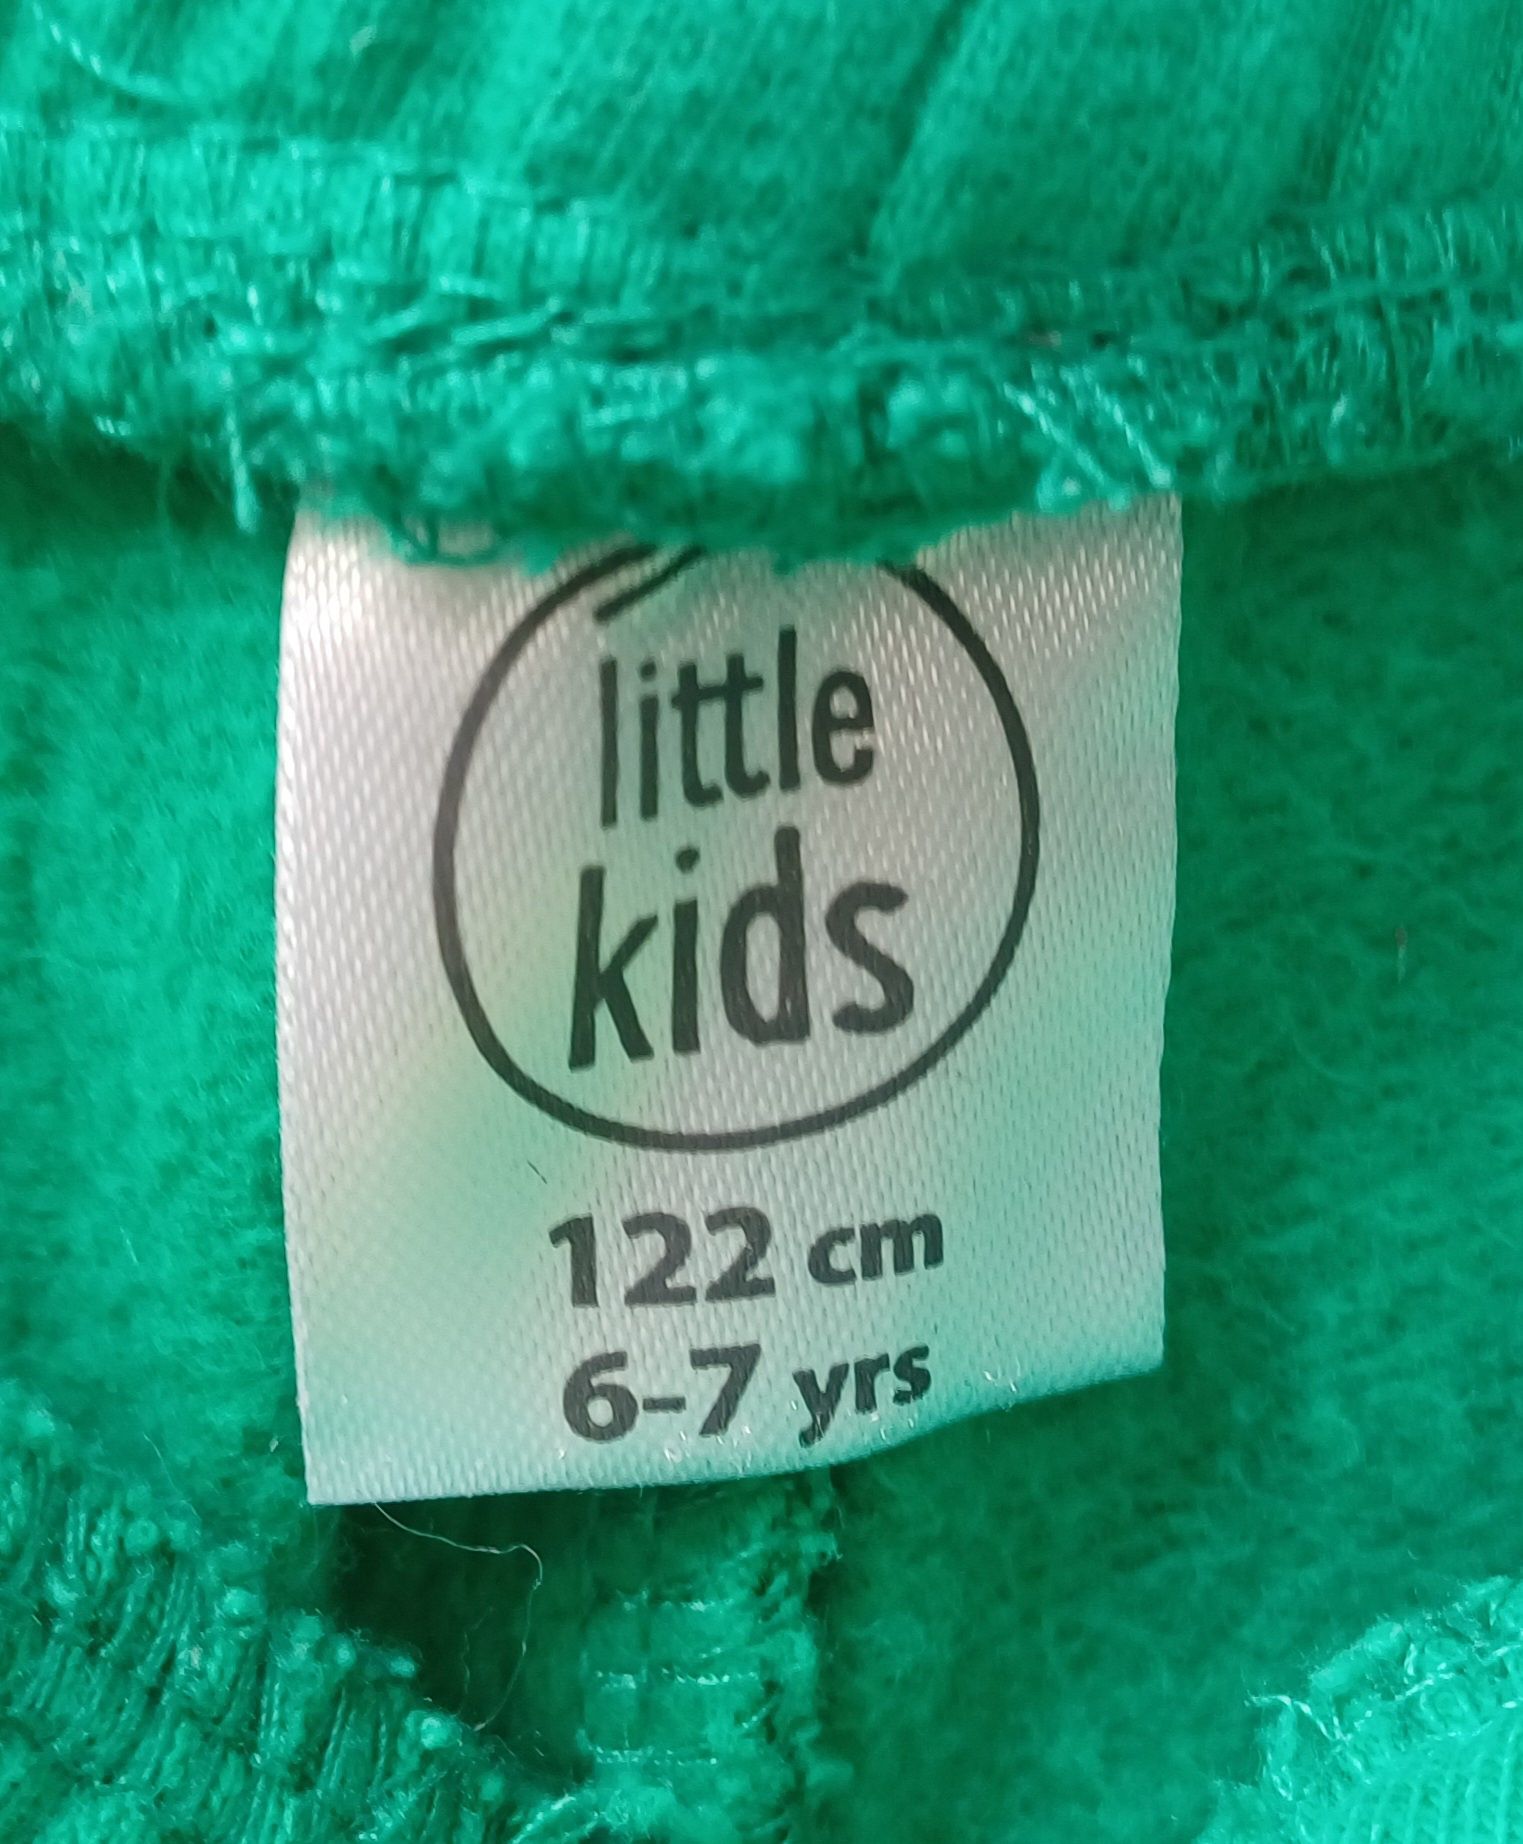 little
kids
122 cm
6-7 yrs